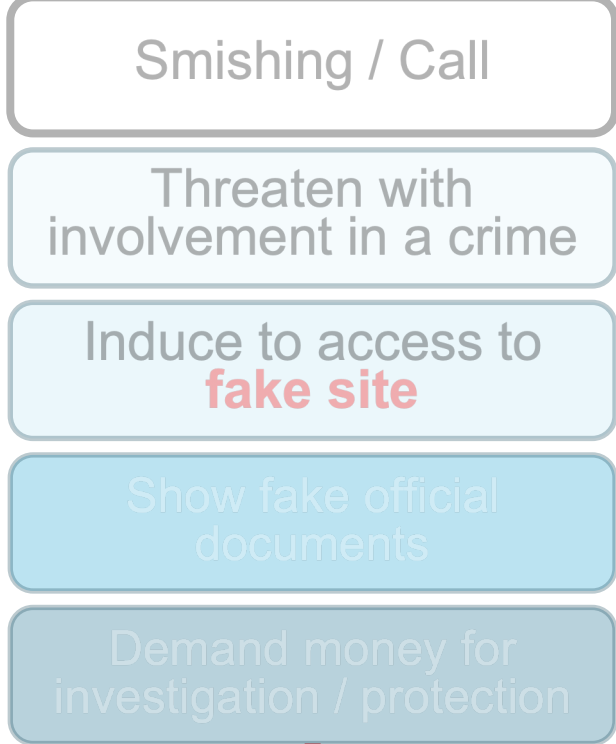 Smishing / Call
Threaten with
involvement in a crime
Induce to access to
fake site
Show fake official
documents
Demand money for
investigation / protection